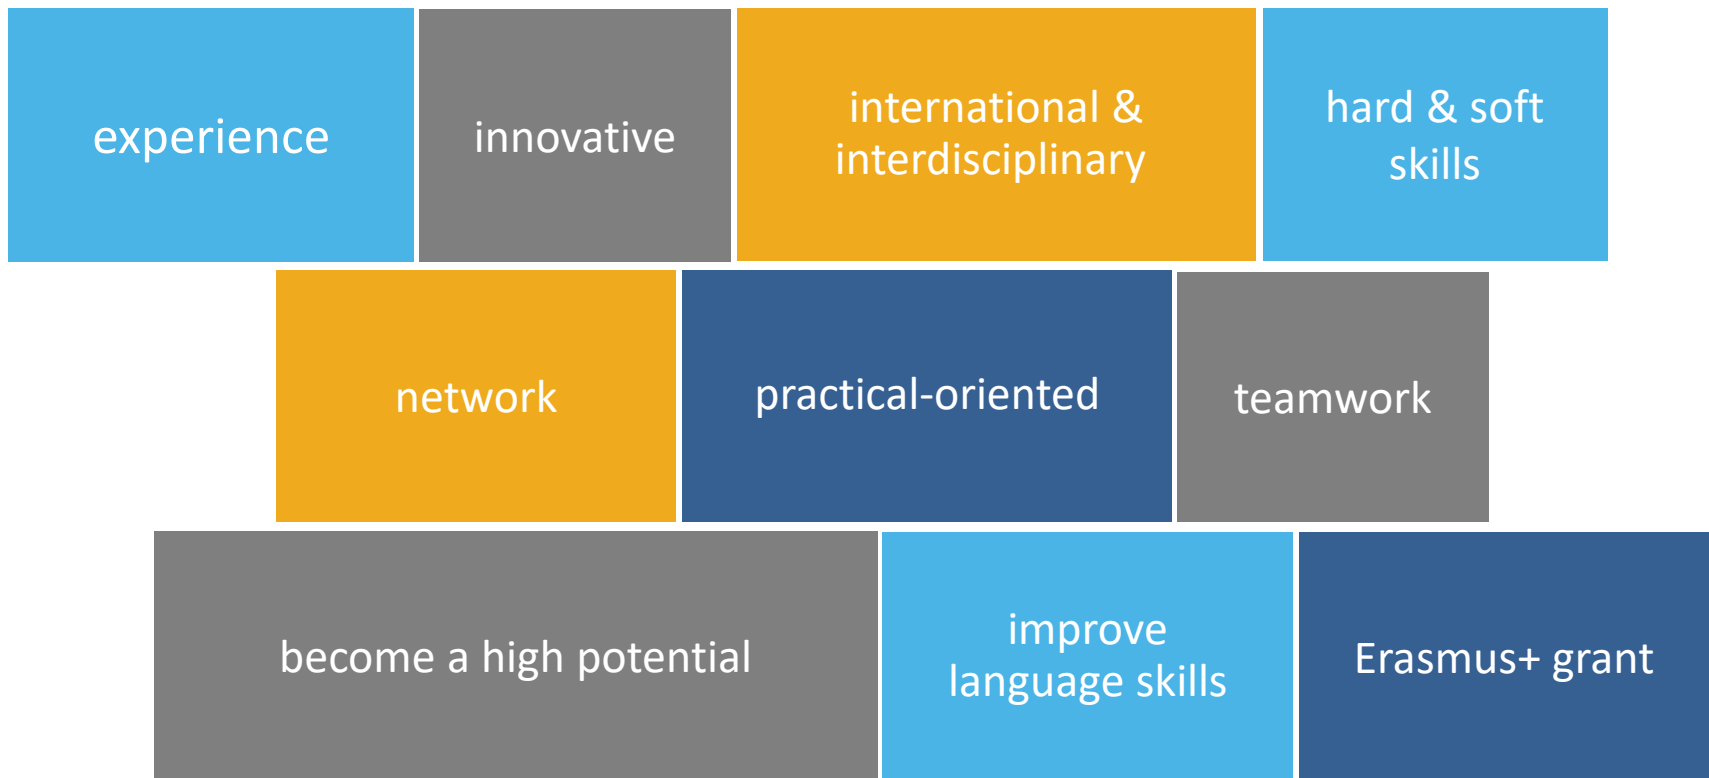 experience
innovative
international &
interdisciplinary
hard & soft
skills
network
practical-oriented
teamwork
become a high potential
improve
language skills
Erasmus+ grant